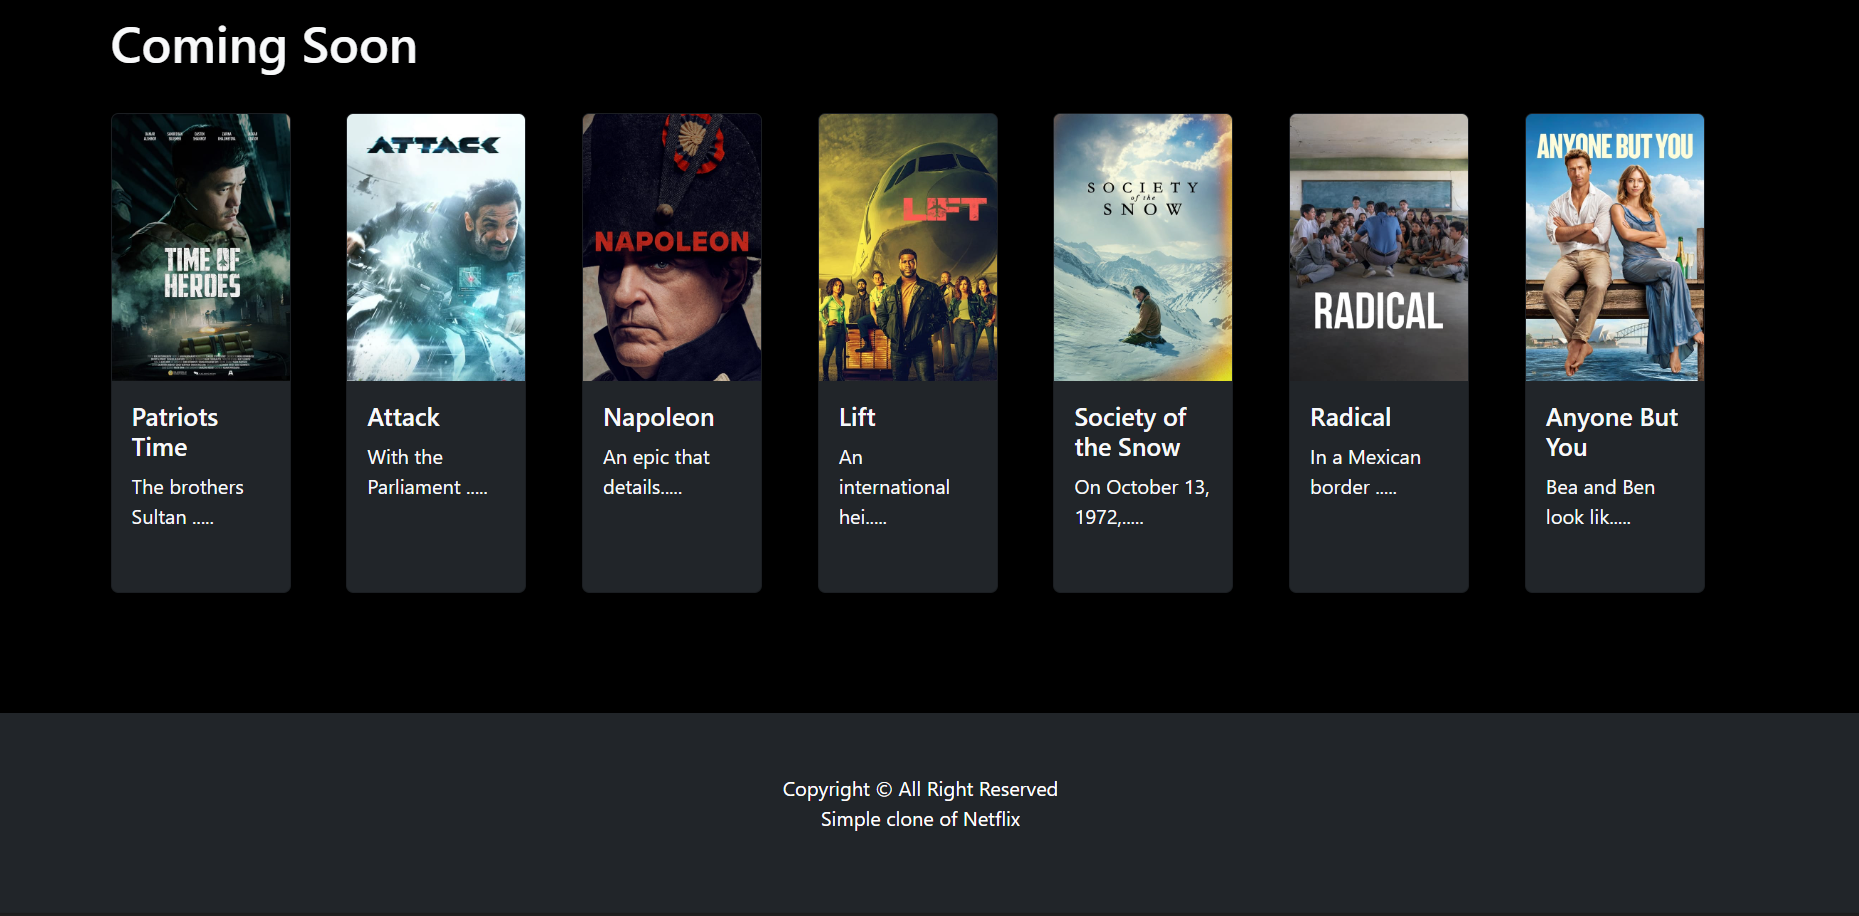 Coming Soon
TIME OF
HEROES
ATTACK
NAPOLEON
LIFT
SOCIETY
of the
SNOW
RADICAL
ANYONE BUT YOU
Patriots
Time
The brothers
Sultan .....
Attack
With the
Parliament .....
Napoleon
An epic that
details.....
Lift
An
international
hei.....
Society of
the Snow
On October 13,
1972,.....
Radical
In a Mexican
border .....
Anyone But
You
Bea and Ben
look lik.....
Copyright © All Right Reserved
Simple clone of Netflix